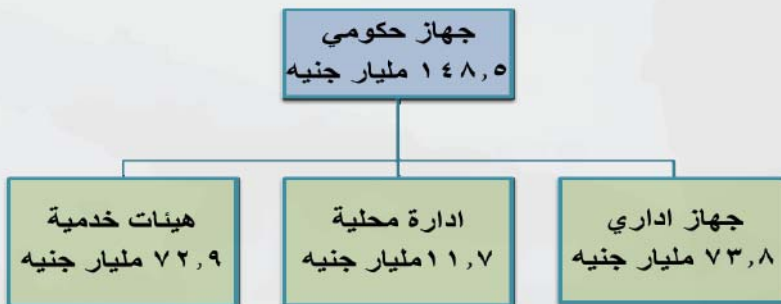 جهاز حكومي
١٤٨,٥ مليار جنيه
جهاز اداري
٧٣,٨ مليار جنيه
ادارة محلية
١١,٧مليار جنيه
هيئات خدمية
٧٢,٩ مليار جنيه